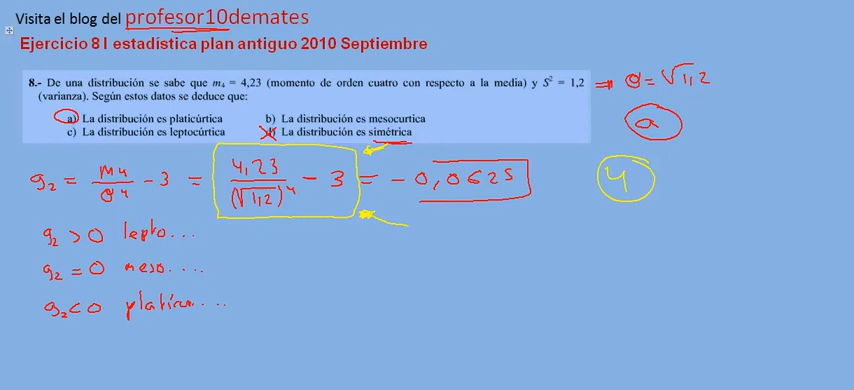 Visita el blog del profesor10demates
Ejercicio 8 I estadística plan antiguo 2010 Septiembre
8.- De una distribución se sabe que m₄ = 4,23 (momento de orden cuatro con respecto a la media) y S² = 1,2 ⇒ σ = √1,2
(varianza). Según estos datos se deduce que:
a) La distribución es platicúrtica b) La distribución es mesocurtica
c) La distribución es leptocúrtica d) La distribución es simétrica
a
g₂ = m4/σ4 - 3 = 4,23/(√1,2)⁴ - 3 = - 0,0625
4
g₂ > 0 lepto...
g₂ = 0 meso....
g₂ < 0 platicur....